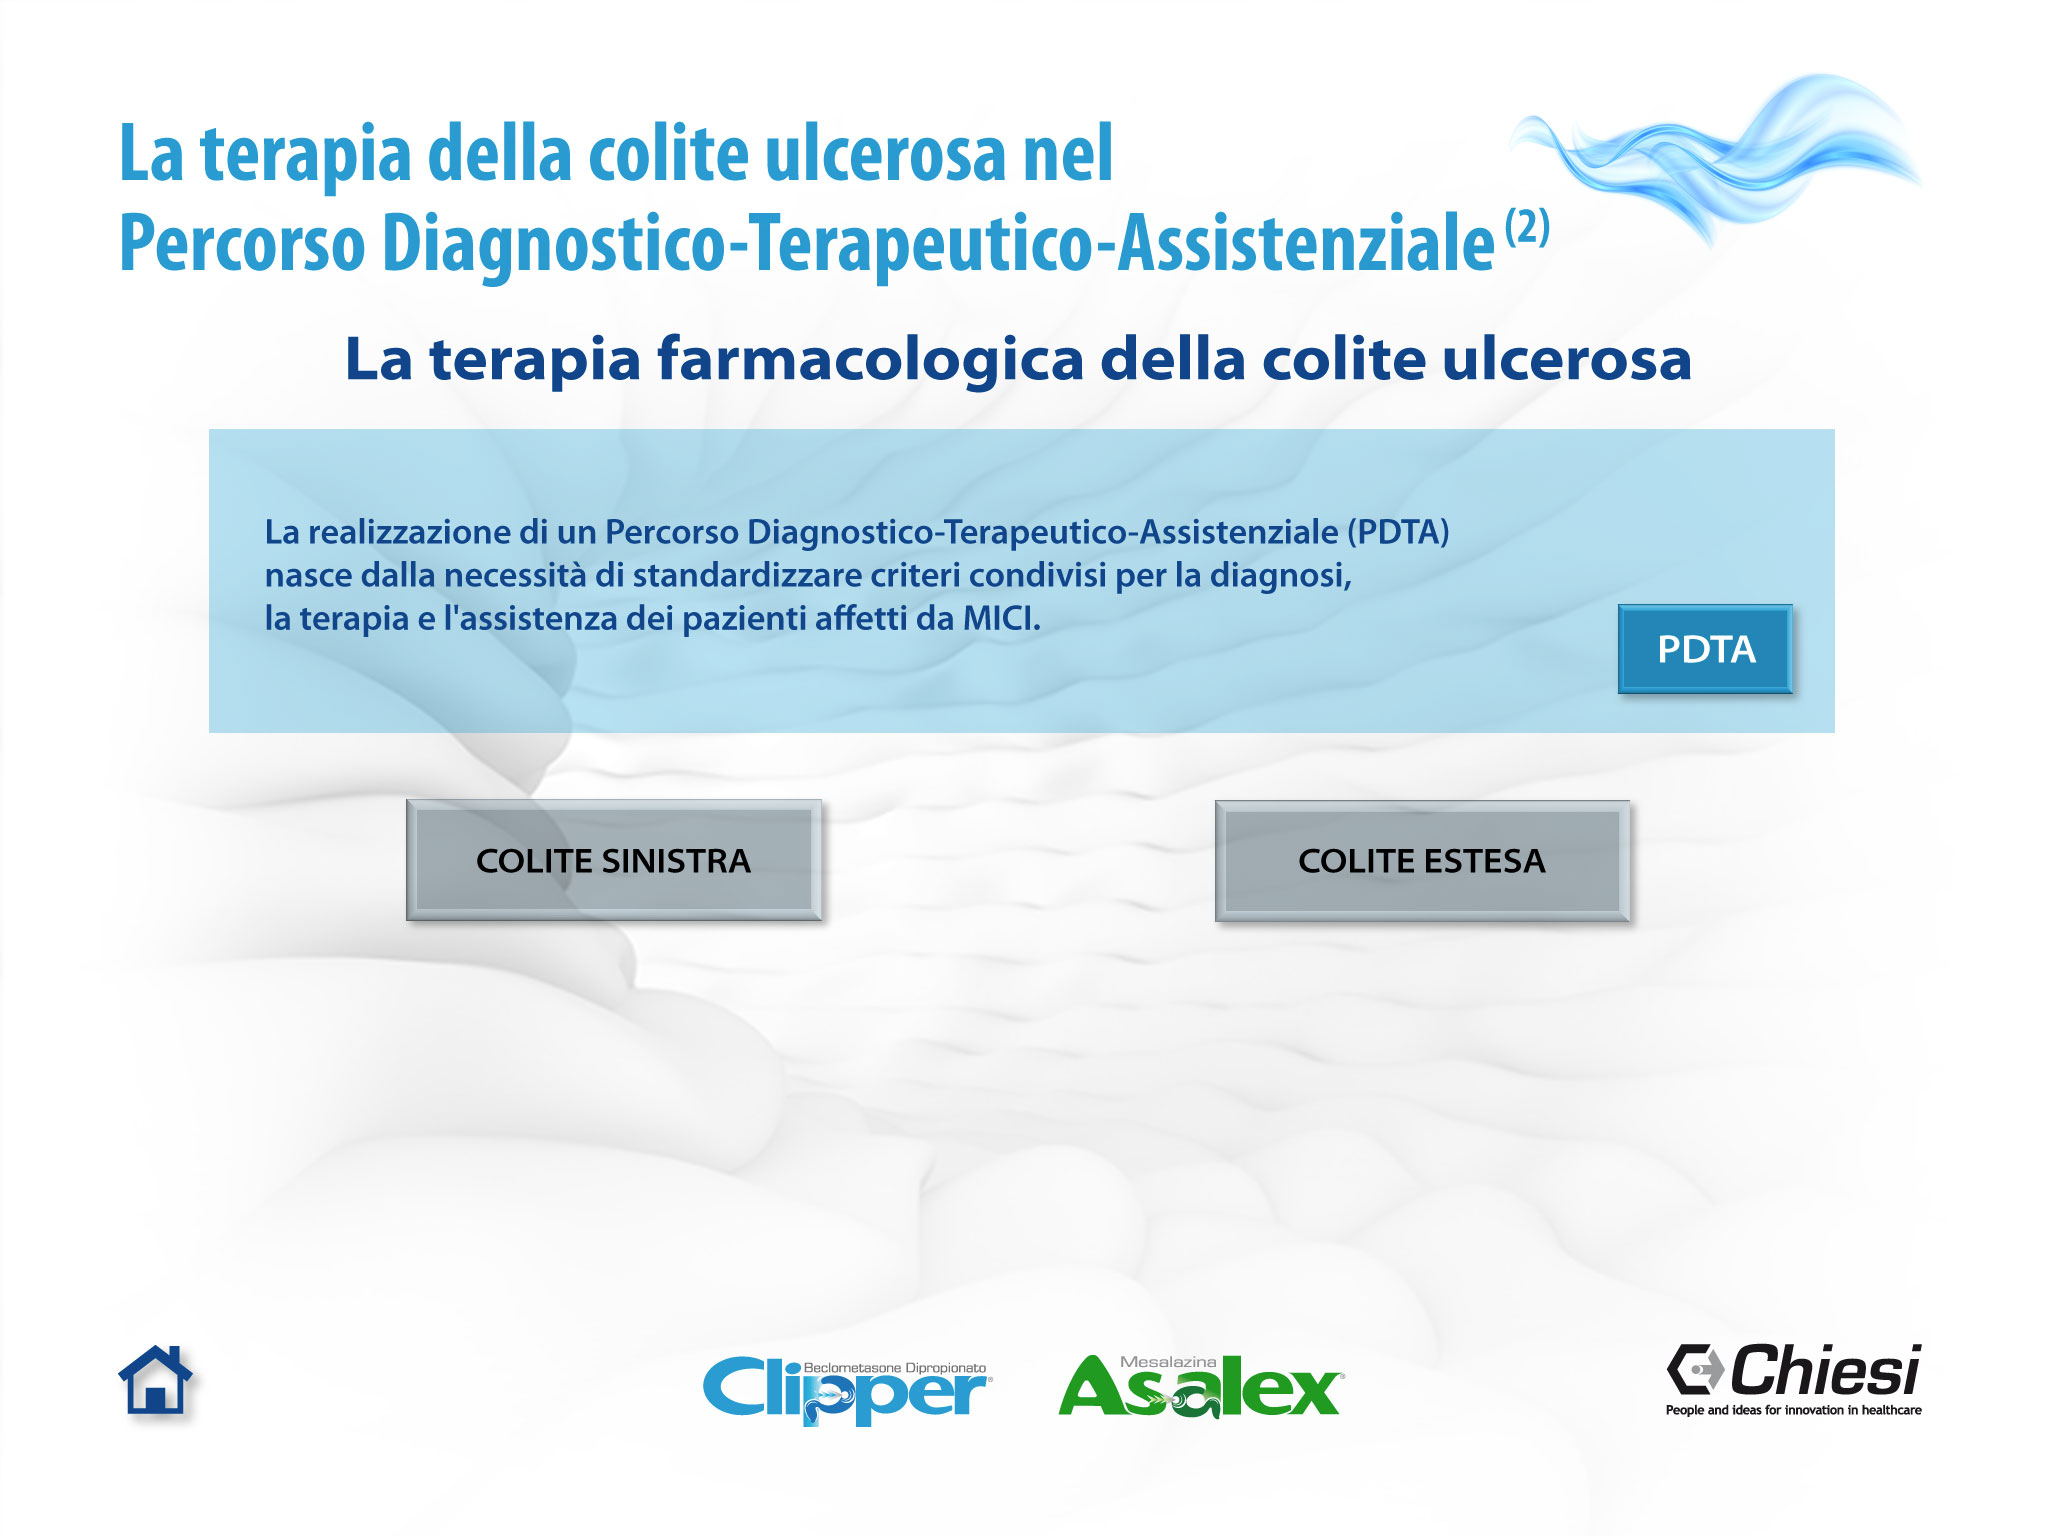 La terapia della colite ulcerosa nel
Percorso Diagnostico-Terapeutico-Assistenziale (2)
La terapia farmacologica della colite ulcerosa
La realizzazione di un Percorso Diagnostico-Terapeutico-Assistenziale (PDTA)
nasce dalla necessità di standardizzare criteri condivisi per la diagnosi,
la terapia e l'assistenza dei pazienti affetti da MICI.
PDTA
COLITE SINISTRA
COLITE ESTESA
Beclometasone Dipropionato
Clipper®
Mesalazina
Asalex®
Chiesi
People and ideas for innovation in healthcare